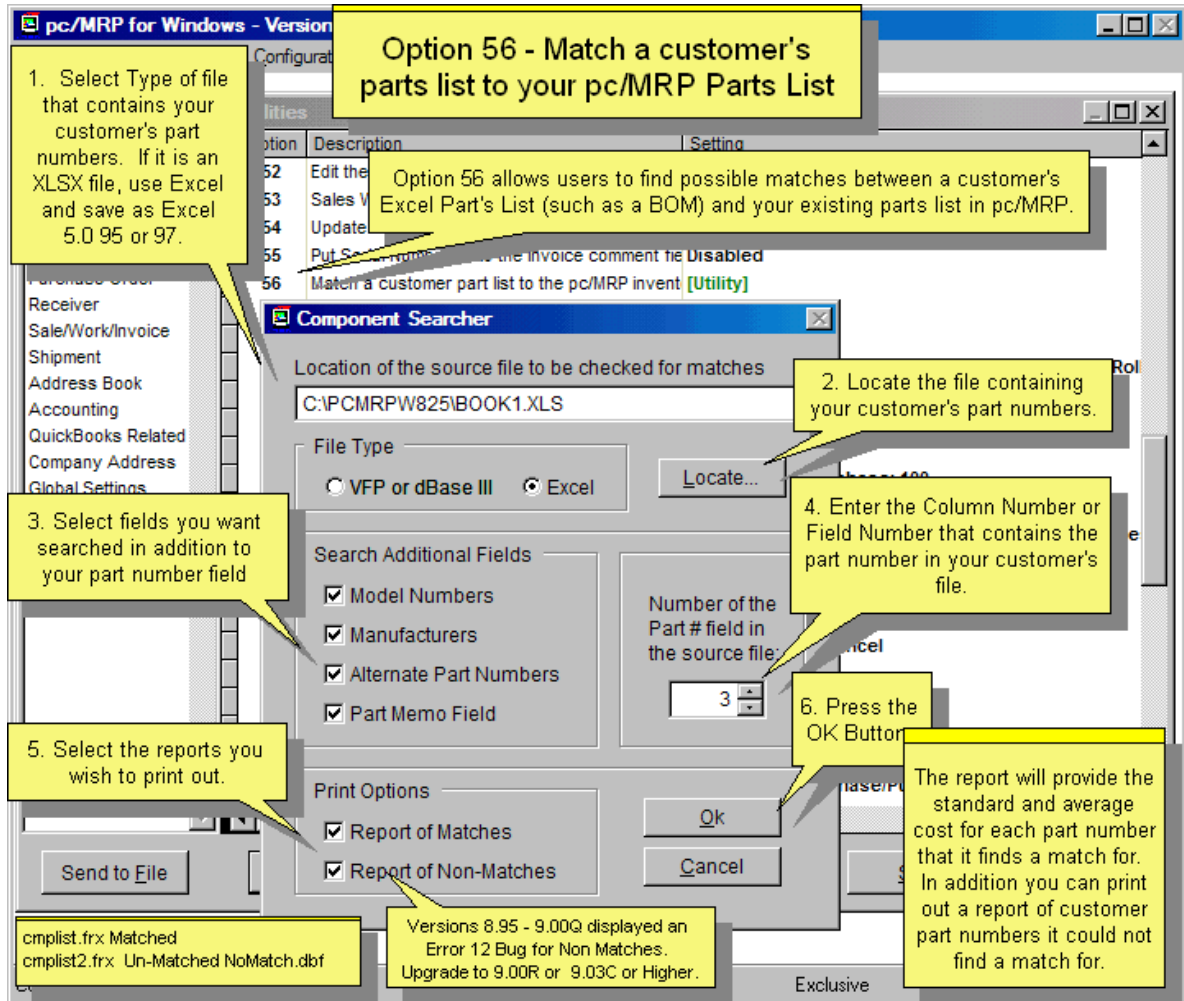 pc/MRP for Windows - Version
Configurat
Option 56 - Match a customer's
parts list to your pc/MRP Parts List
1. Select Type of file
that contains your
customer's part
numbers. If it is an
XLSX file, use Excel
and save as Excel
5.0 95 or 97.
Description
Setting
52 Edit the
53 Sales
54 Update
55
the invoice comment fie Disabled
56 Match a customer part list to the pc/MRP invent [Utility]
Option 56 allows users to find possible matches between a customer's
Excel Part's List (such as a BOM) and your existing parts list in pc/MRP.
Receiver
Sale/Work/Invoice
Shipment
Address Book
Accounting
QuickBooks Related
Company Address
Global Settings
Component Searcher
Location of the source file to be checked for matches
C:\PCMRPW825\BOOK1.XLS
2. Locate the file containing
your customer's part numbers.
File Type
VFP or dBase III Excel
Locate...
3. Select fields you want
searched in addition to
your part number field
Search Additional Fields
Model Numbers
Manufacturers
Alternate Part Numbers
Part Memo Field
4. Enter the Column Number or
Field Number that contains the
part number in your customer's
file.
Number of the
Part # field in
the source file:
3
5. Select the reports you
wish to print out.
Print Options
Report of Matches
Report of Non-Matches
6. Press the
OK Button
Ok
Cancel
The report will provide the
standard and average
cost for each part number
that it finds a match for.
In addition you can print
out a report of customer
part numbers it could not
find a match for.
Send to File
cmplist.frx Matched
cmplist2.frx Un-Matched NoMatch.dbf
Versions 8.95 - 9.00Q displayed an
Error 12 Bug for Non Matches.
Upgrade to 9.00R or 9.03C or Higher.
Exclusive